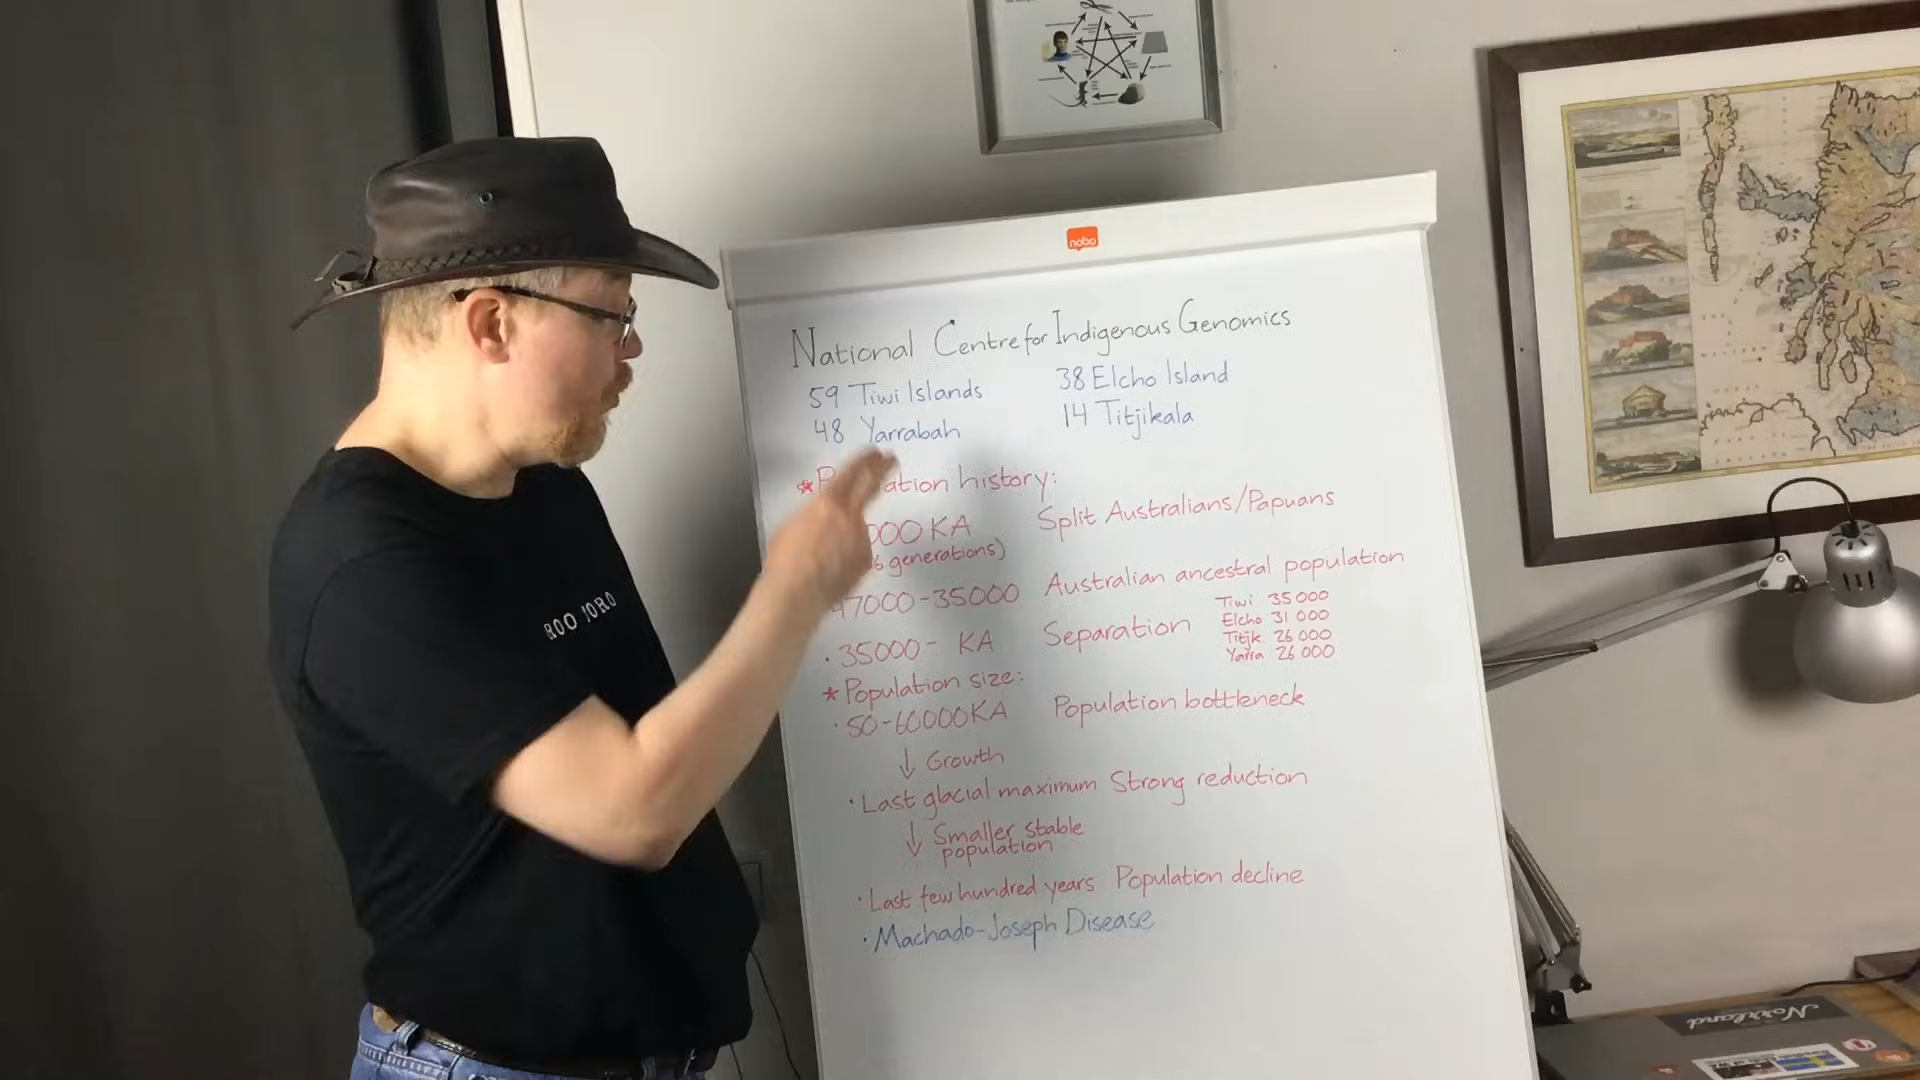 nobo
National Centre for Indigenous Genomics
59 Tiwi Islands 38 Elcho Island
48 Yarrabah 14 Titjikala
history:
000 KA Split Australians/Papuans
6 generations)
47000-35000 Australian ancestral population
· 35000- KA Separation
Tiwi 35000
Elcho 31 000
Titjk. 26 000
Yarra 26 000
* Population size:
· 50-60000KA Population bottleneck
↓ Growth
· Last glacial maximum Strong reduction
↓ Smaller stable
population
· Last few hundred years Population decline
· Machado-Joseph Disease
Norrland